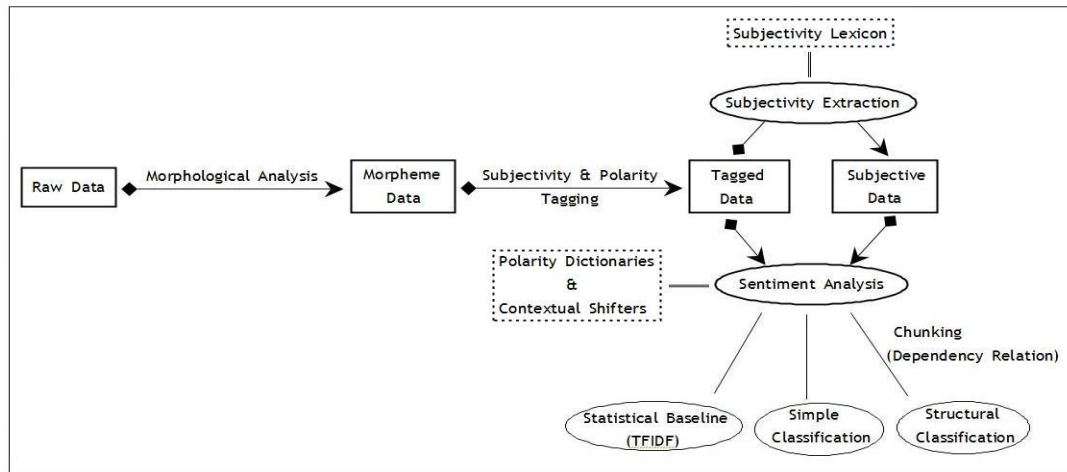 Subjectivity Lexicon
Subjectivity Extraction
Raw Data
Morphological Analysis
Morpheme
Data
Subjectivity & Polarity
Tagging
Tagged
Data
Subjective
Data
Polarity Dictionaries
&
Contextual Shifters
Sentiment Analysis
Chunking
(Dependency Relation)
Statistical Baseline
(TFIDF)
Simple
Classification
Structural
Classification